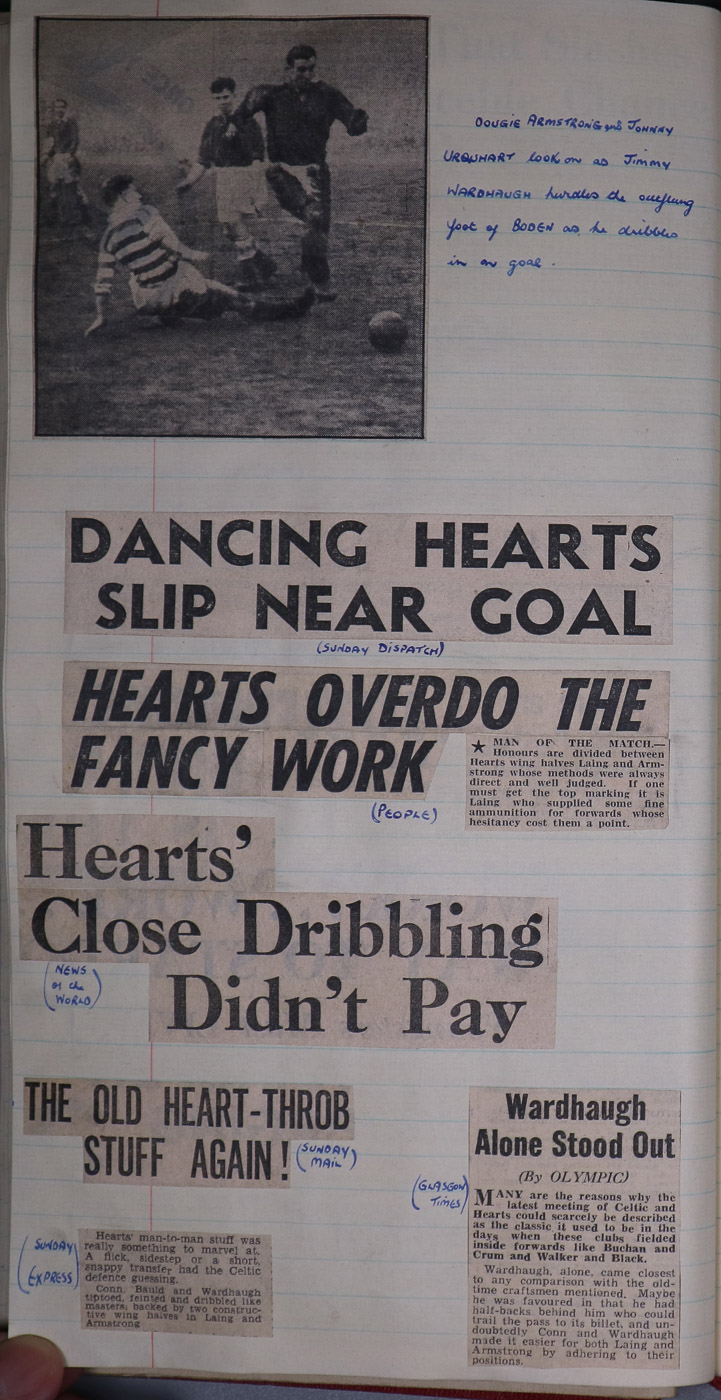 DOUGIE ARMSTRONG and JOHNNY
URQUHART look on as JIMMY
WARDHAUGH hurdles the outflung
foot of BODEN as he dribbles
in on goal.
DANCING HEARTS
SLIP NEAR GOAL
(SUNDAY DISPATCH)
HEARTS OVERDO THE
FANCY WORK
(PEOPLE)
★ MAN OF THE MATCH.—
Honours are divided between
Hearts wing halves Laing and Arm-
strong whose methods were always
direct and well judged. If one
must get the top marking it is
Laing who supplied some fine
ammunition for forwards whose
hesitancy cost them a point.
Hearts'
Close Dribbling
Didn't Pay
(NEWS
of the
WORLD)
THE OLD HEART-THROB
STUFF AGAIN!
(SUNDAY
MAIL)
(SUNDAY
EXPRESS)
Hearts' man-to-man stuff was
really something to marvel at.
A flick, sidestep or a short,
snappy transfer had the Celtic
defence guessing.
Conn, Bauld and Wardhaugh
tiptoed, feinted and dribbled like
masters, backed by two construc-
tive wing halves in Laing and
Armstrong
(GLASGOW
TIMES)
Wardhaugh
Alone Stood Out
(By OLYMPIC)
MANY are the reasons why the
latest meeting of Celtic and
Hearts could scarcely be described
as the classic it used to be in the
days when these clubs fielded
inside forwards like Buchan and
Crum and Walker and Black.
Wardhaugh, alone, came closest
to any comparison with the old-
time craftsmen mentioned. Maybe
he was favoured in that he had
half-backs behind him who could
trail the pass to its billet, and un-
doubtedly Conn and Wardhaugh
made it easier for both Laing and
Armstrong by adhering to their
positions.